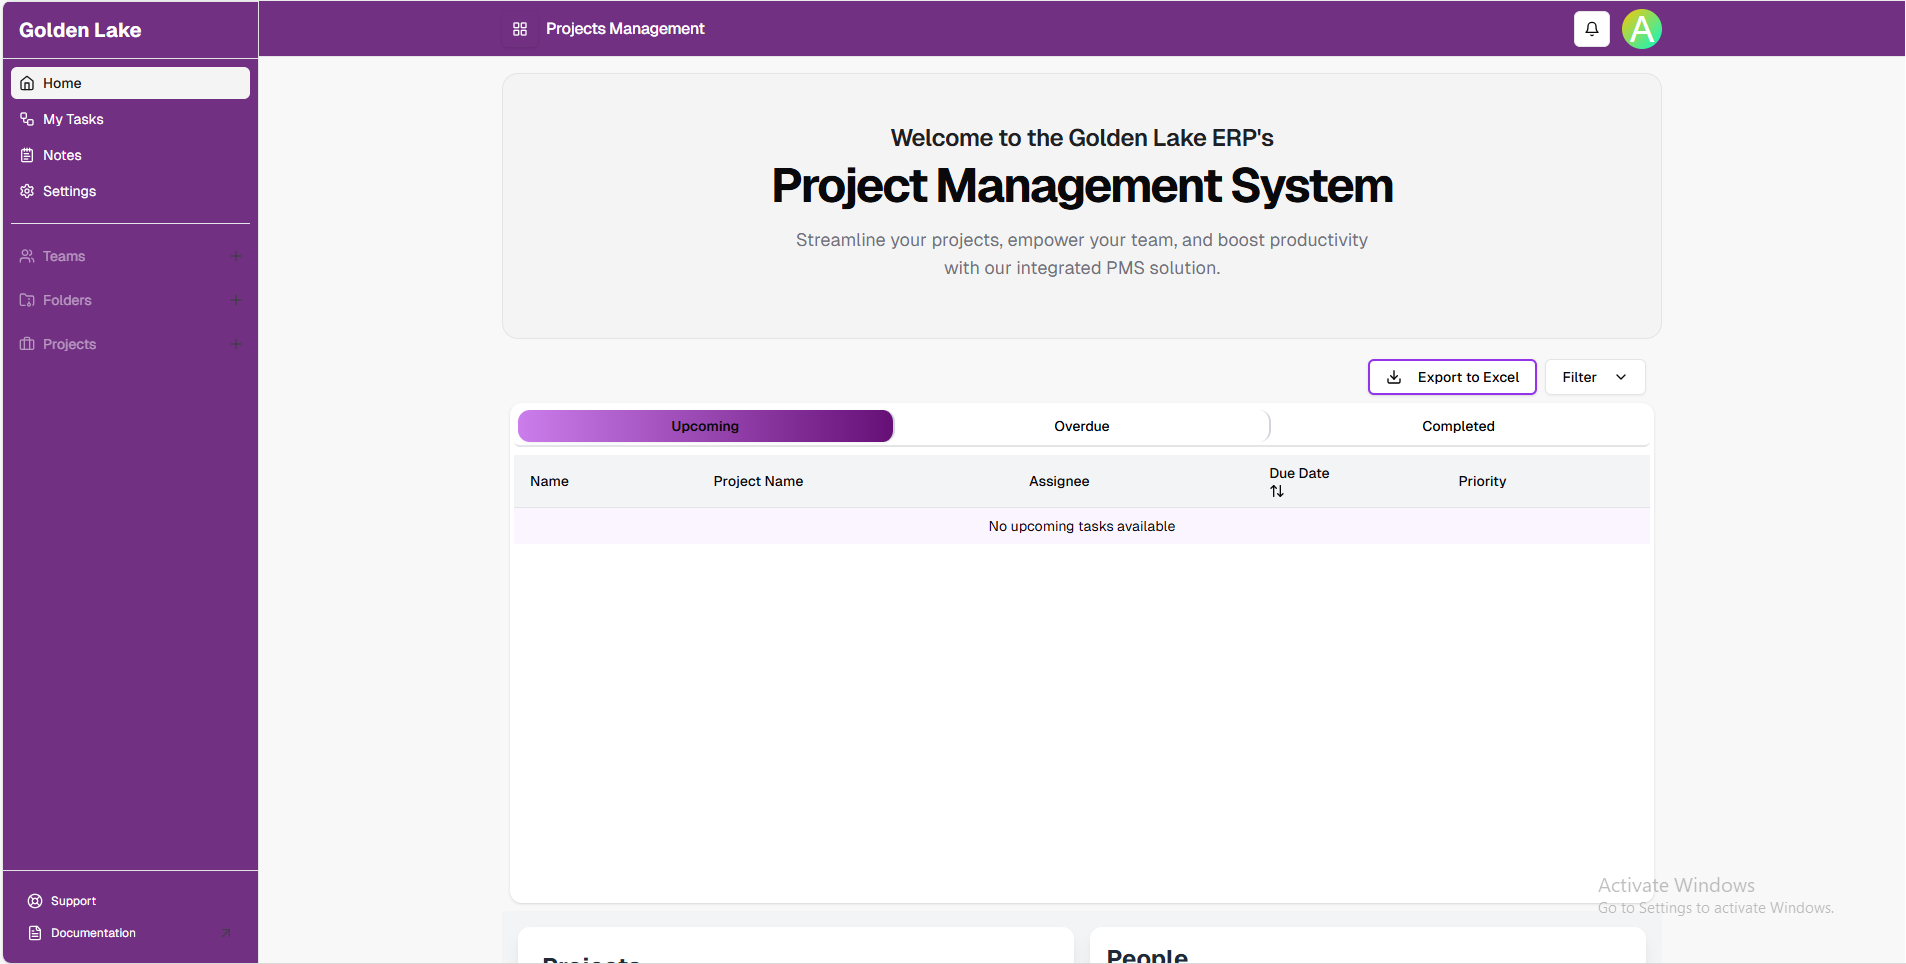 Golden Lake
Projects Management
A
Home
My Tasks
Notes
Settings
Teams
Folders
Projects
Support
Documentation
Welcome to the Golden Lake ERP's
Project Management System
Streamline your projects, empower your team, and boost productivity
with our integrated PMS solution.
Export to Excel
Filter
Upcoming
Overdue
Completed
Name
Project Name
Assignee
Due Date
Priority
No upcoming tasks available
Activate Windows
Go to Settings to activate Windows.
Projects
People